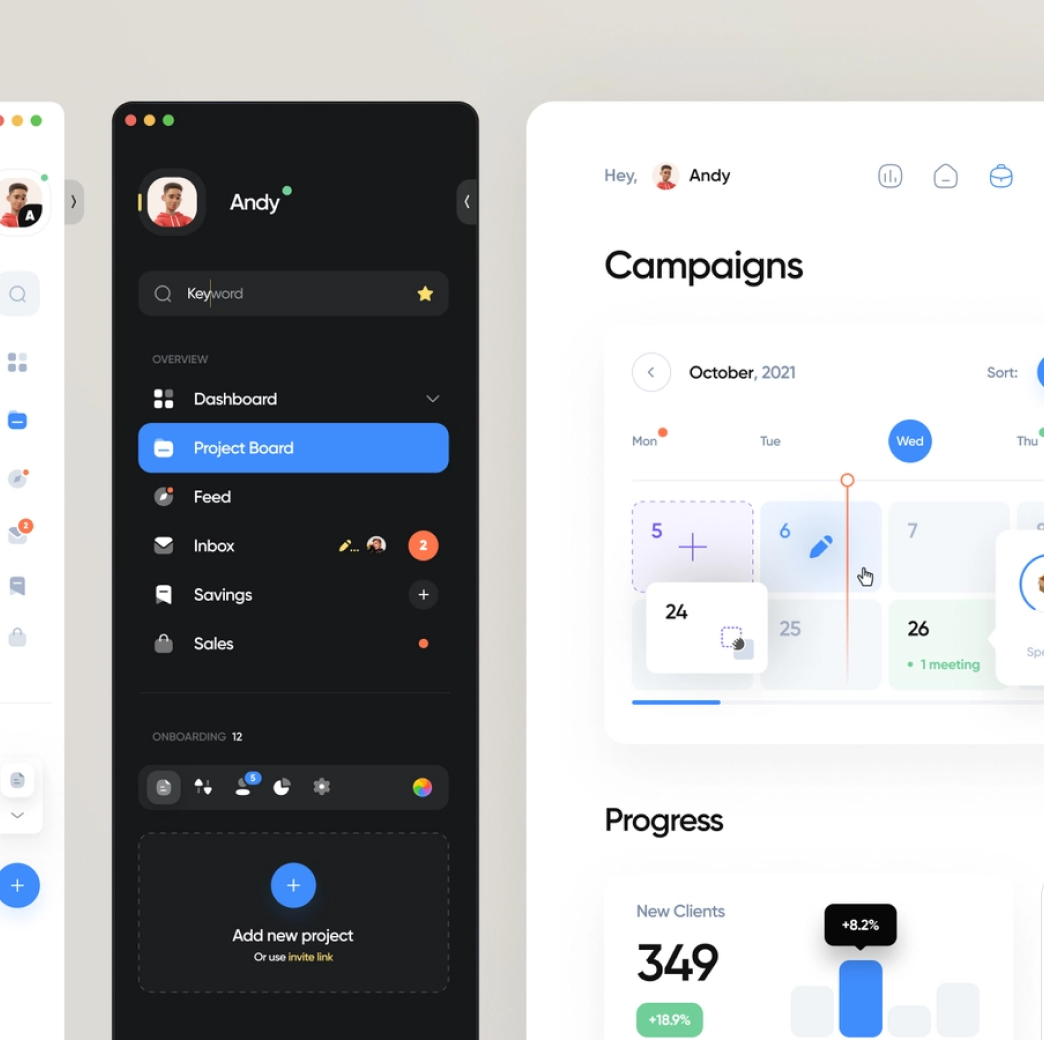 A
2
Andy
Keyword
OVERVIEW
Dashboard
Project Board
Feed
Inbox
...
2
Savings
Sales
ONBOARDING 12
5
Add new project
Or use invite link
Hey, Andy
Campaigns
October, 2021
Sort:
Mon Tue Wed Thu
5 6 7
24 25 26
1 meeting
Progress
New Clients
349
+18.9%
+8.2%